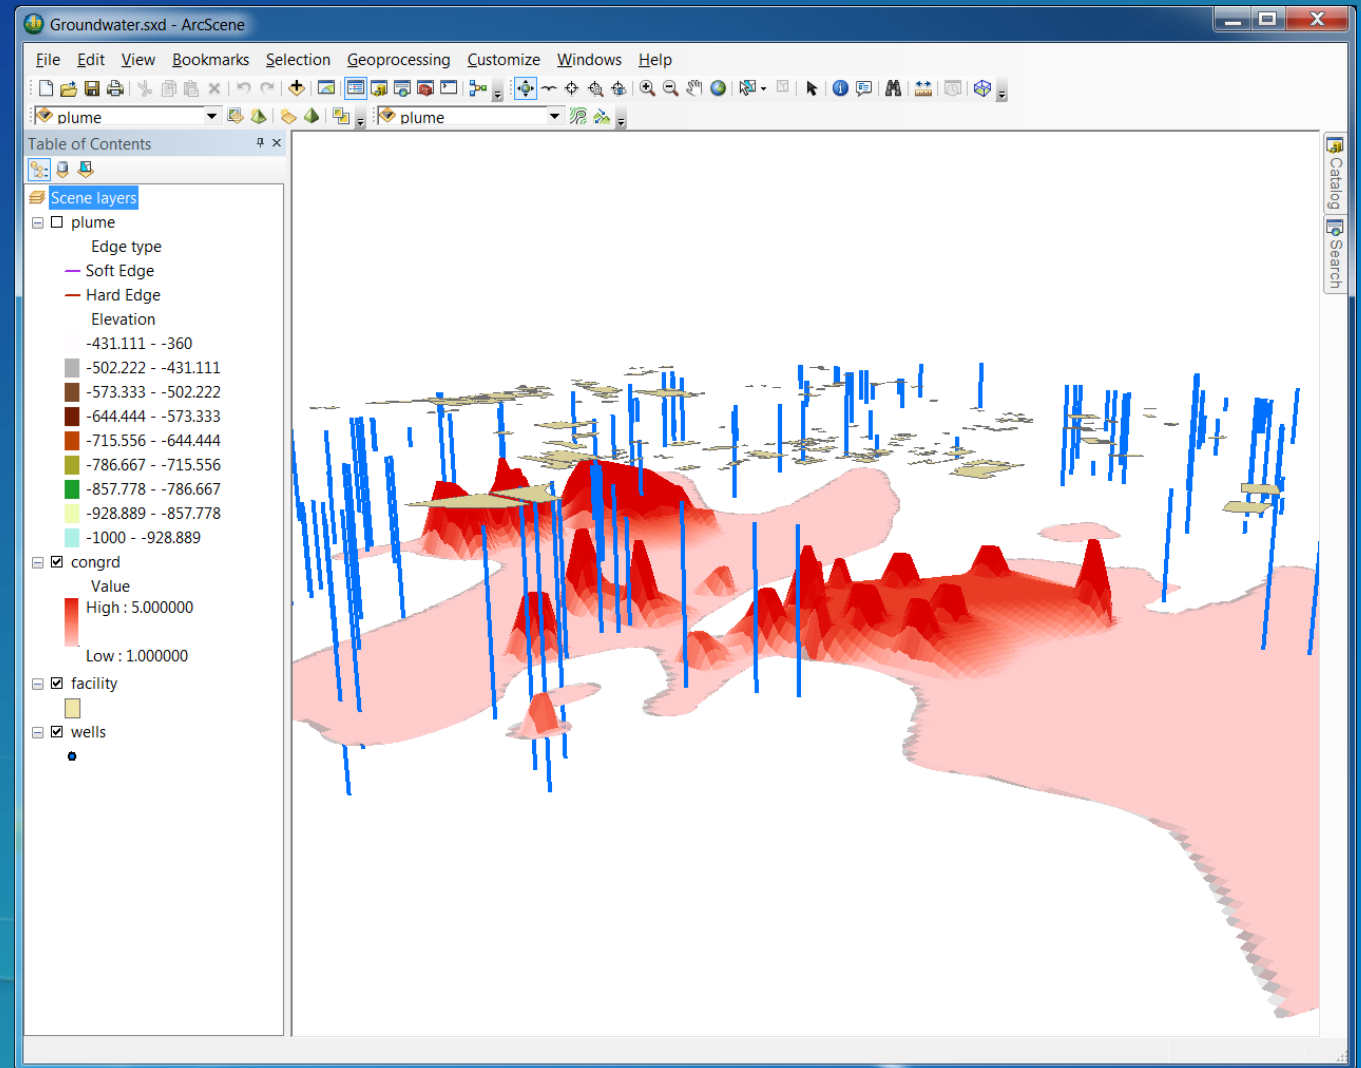 Groundwater.sxd - ArcScene
File Edit View Bookmarks Selection Geoprocessing Customize Windows Help
plume plume
Table of Contents
Scene layers
plume
Edge type
Soft Edge
Hard Edge
Elevation
-431.111 - -360
-502.222 - -431.111
-573.333 - -502.222
-644.444 - -573.333
-715.556 - -644.444
-786.667 - -715.556
-857.778 - -786.667
-928.889 - -857.778
-1000 - -928.889
congrd
Value
High : 5.000000
Low : 1.000000
facility
wells
Catalog
Search